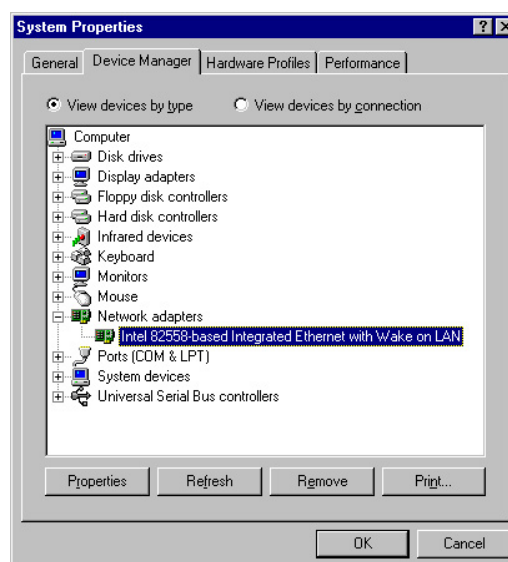 System Properties
General Device Manager Hardware Profiles Performance
View devices by type View devices by connection
Computer
Disk drives
Display adapters
Floppy disk controllers
Hard disk controllers
Infrared devices
Keyboard
Monitors
Mouse
Network adapters
Intel 82558-based Integrated Ethernet with Wake on LAN
Ports (COM & LPT)
System devices
Universal Serial Bus controllers
Properties Refresh Remove Print...
OK Cancel